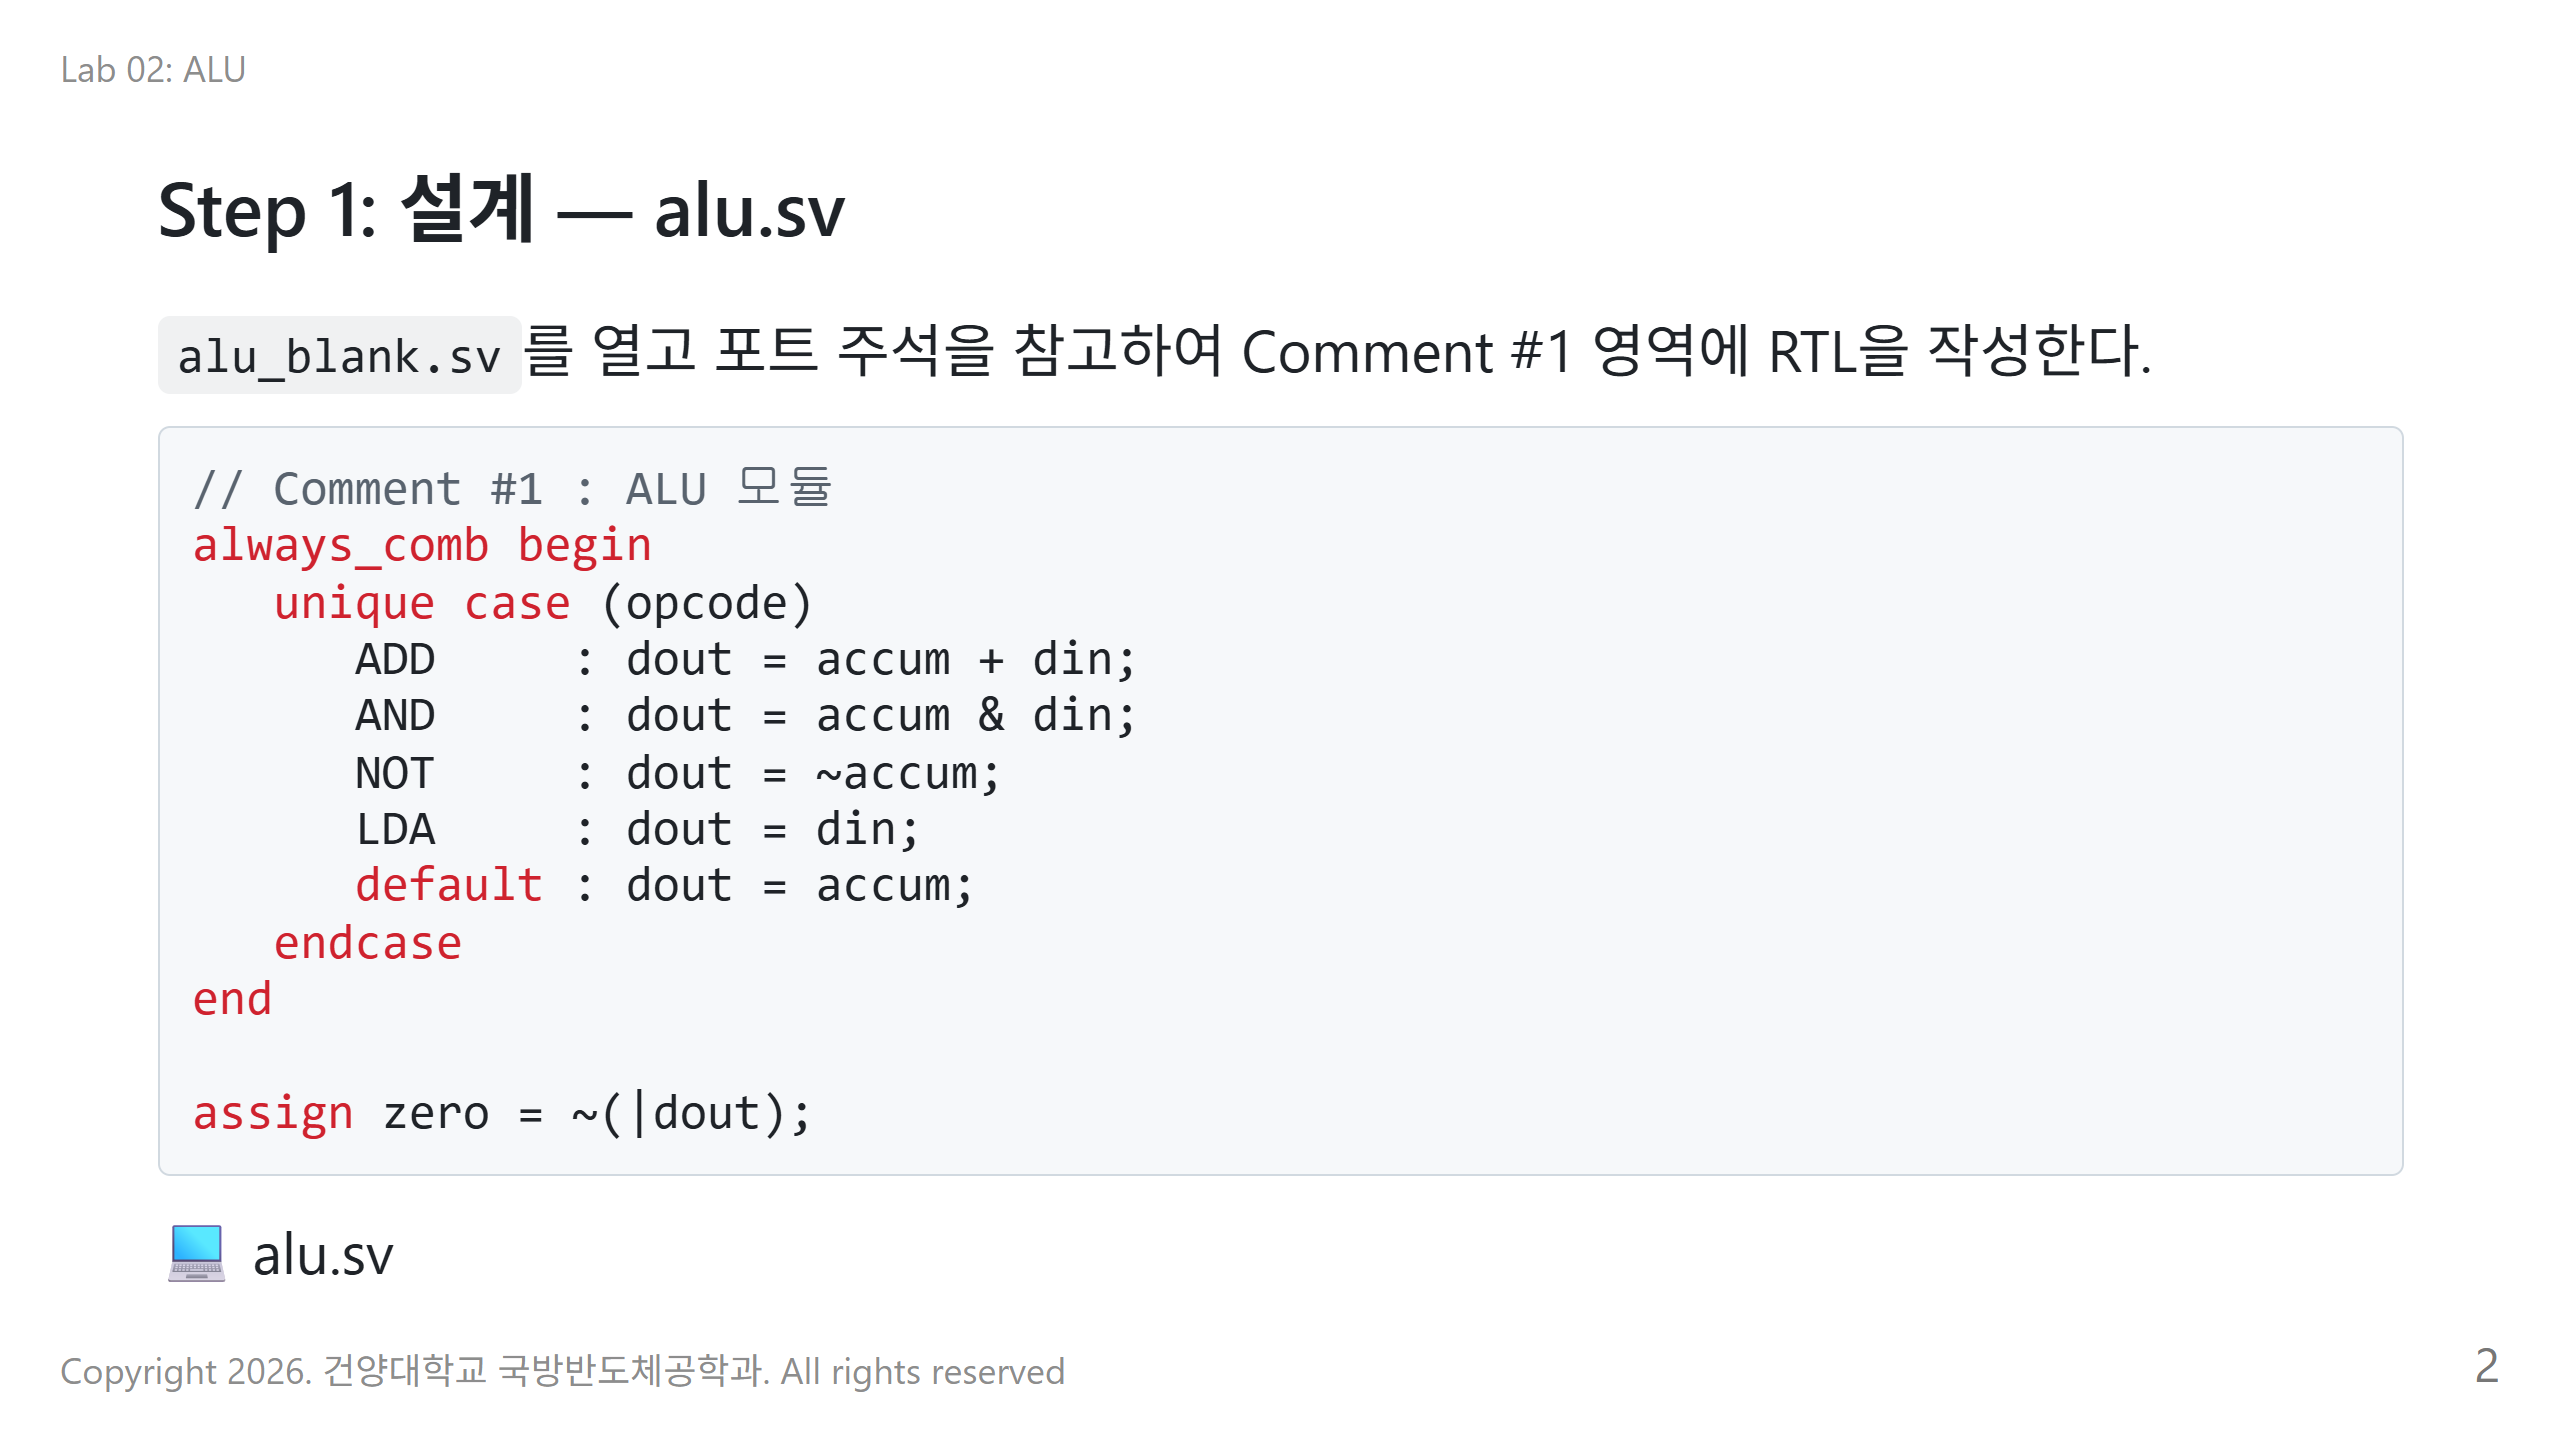 Lab 02: ALU
Step 1: 설계 — alu.sv
alu_blank.sv를 열고 포트 주석을 참고하여 Comment #1 영역에 RTL을 작성한다.
// Comment #1 : ALU 모듈
always_comb begin
   unique case (opcode)
      ADD     : dout = accum + din;
      AND     : dout = accum & din;
      NOT     : dout = ~accum;
      LDA     : dout = din;
      default : dout = accum;
   endcase
end
assign zero = ~(|dout);
alu.sv
Copyright 2026. 건양대학교 국방반도체공학과. All rights reserved
2